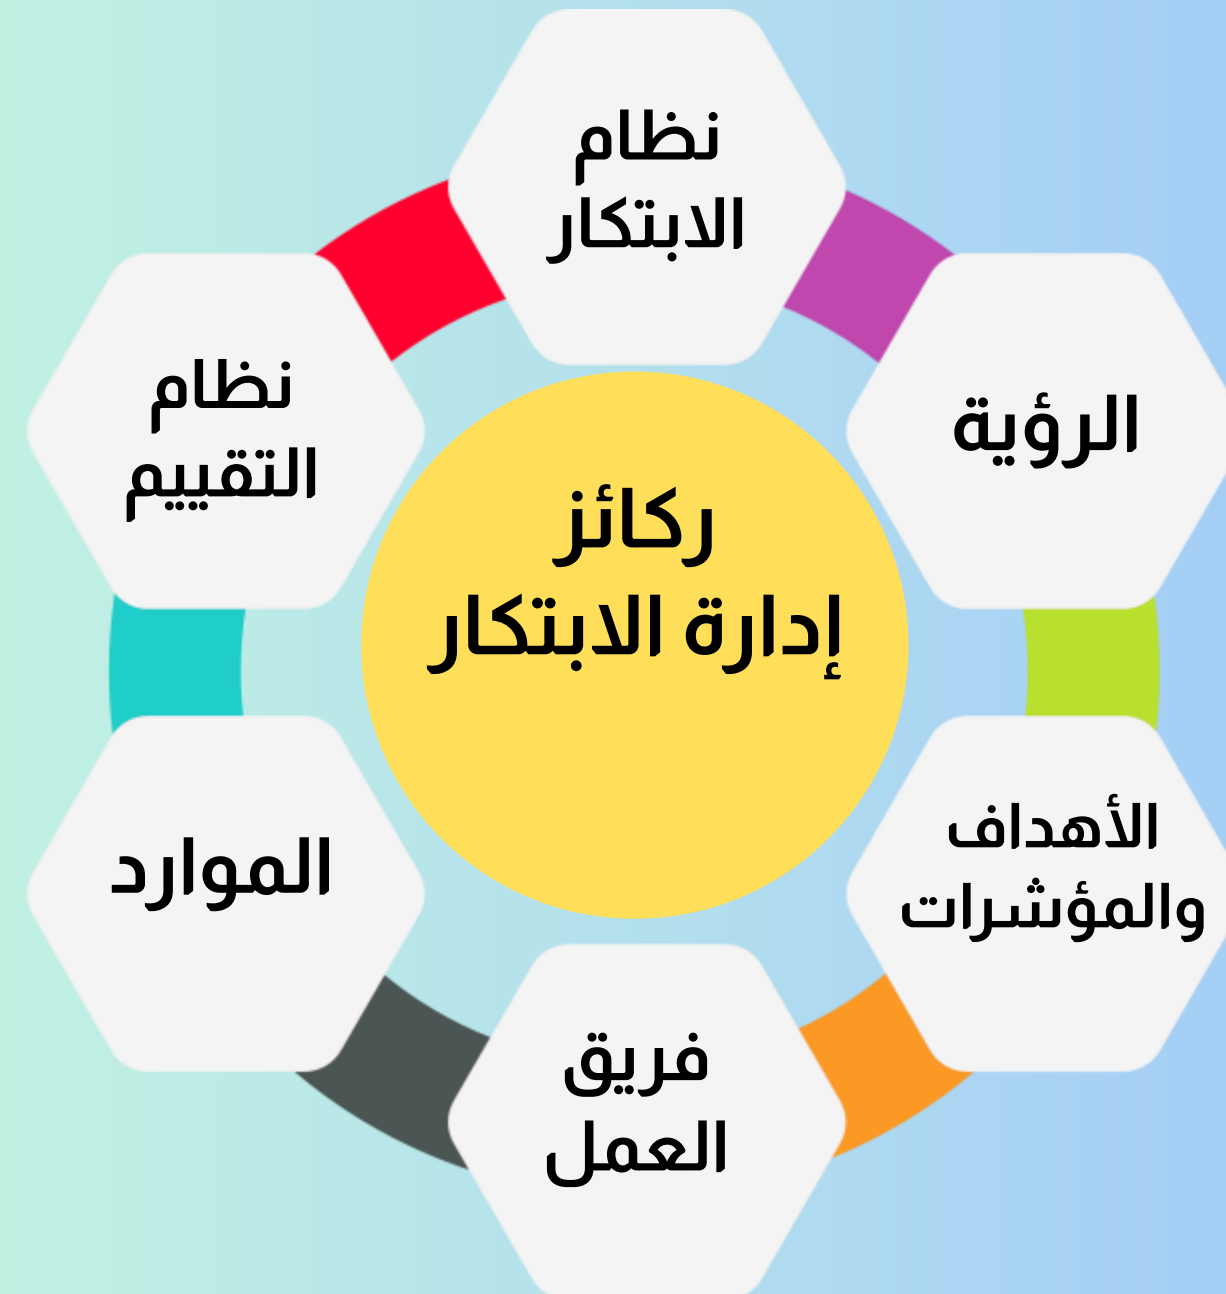 ركائز
إدارة الابتكار
نظام
الابتكار
الرؤية
الأهداف
والمؤشرات
فريق
العمل
الموارد
نظام
التقييم